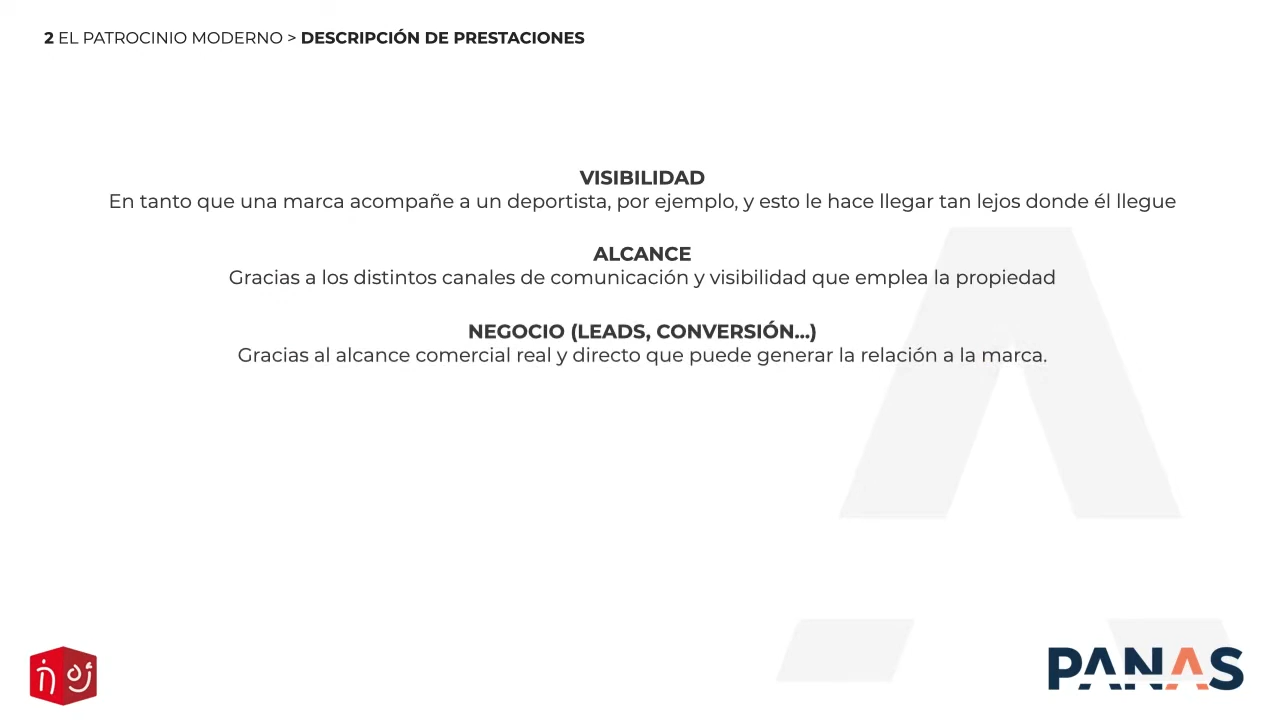 2 EL PATROCINIO MODERNO > DESCRIPCIÓN DE PRESTACIONES
VISIBILIDAD
En tanto que una marca acompañe a un deportista, por ejemplo, y esto le hace llegar tan lejos donde él llegue
ALCANCE
Gracias a los distintos canales de comunicación y visibilidad que emplea la propiedad
NEGOCIO (LEADS, CONVERSIÓN...)
Gracias al alcance comercial real y directo que puede generar la relación a la marca.
PANAS